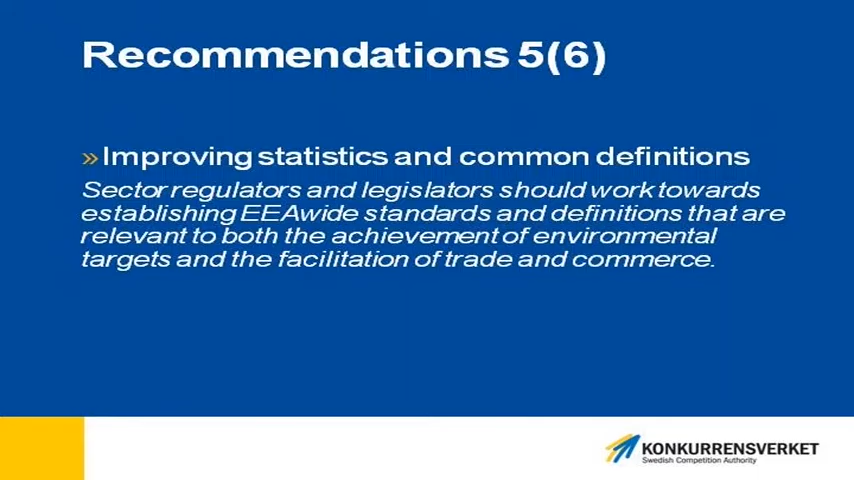 Recommendations 5(6)
» Improving statistics and common definitions
Sector regulators and legislators should work towards
establishing EEAwide standards and definitions that are
relevant to both the achievement of environmental
targets and the facilitation of trade and commerce.
KONKURRENSVERKET
Swedish Competition Authority